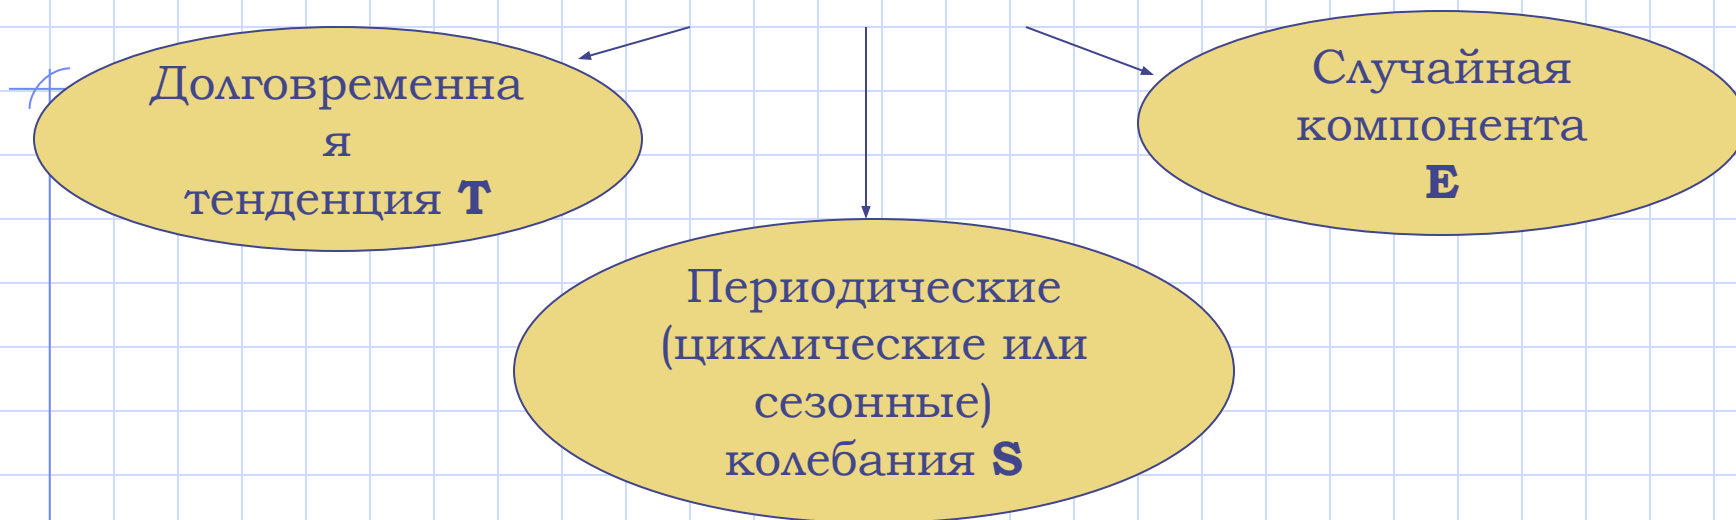 Долговременна
я
тенденция T
Случайная
компонента
E
Периодические
(циклические или
сезонные)
колебания S